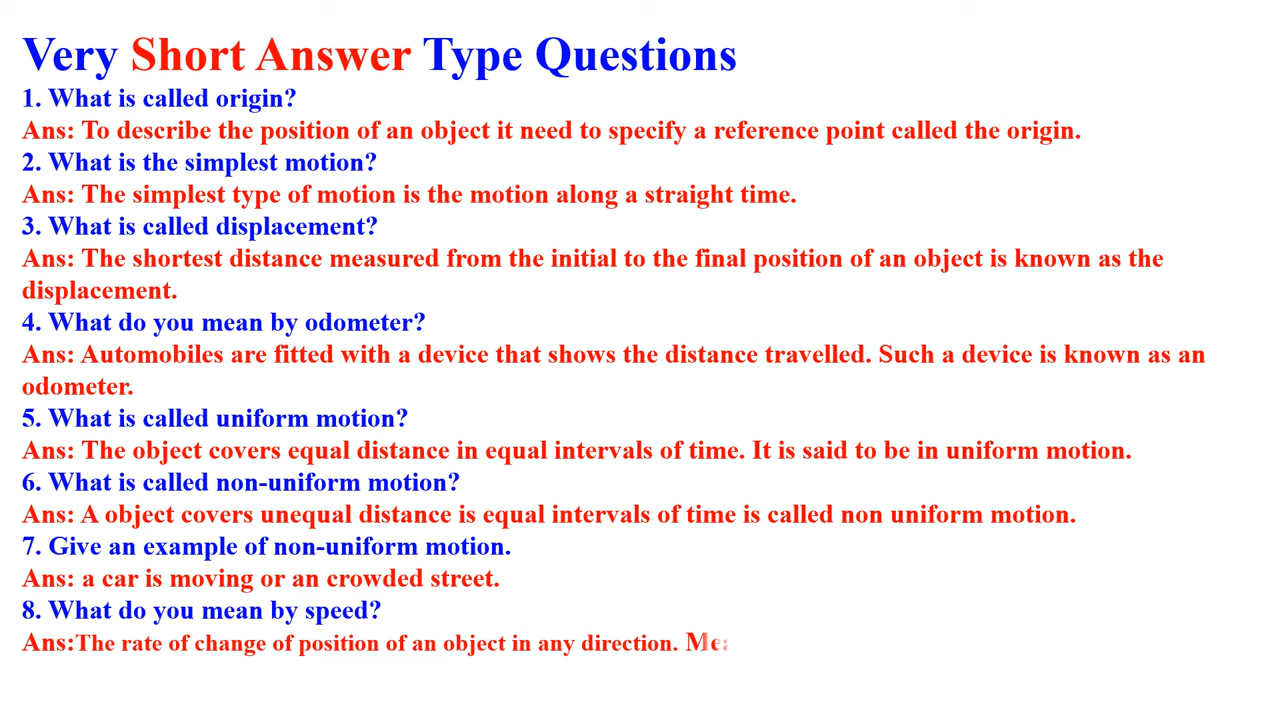 Very Short Answer Type Questions
1. What is called origin?
Ans: To describe the position of an object it need to specify a reference point called the origin.
2. What is the simplest motion?
Ans: The simplest type of motion is the motion along a straight time.
3. What is called displacement?
Ans: The shortest distance measured from the initial to the final position of an object is known as the
displacement.
4. What do you mean by odometer?
Ans: Automobiles are fitted with a device that shows the distance travelled. Such a device is known as an
odometer.
5. What is called uniform motion?
Ans: The object covers equal distance in equal intervals of time. It is said to be in uniform motion.
6. What is called non-uniform motion?
Ans: A object covers unequal distance is equal intervals of time is called non uniform motion.
7. Give an example of non-uniform motion.
Ans: a car is moving or an crowded street.
8. What do you mean by speed?
Ans:The rate of change of position of an object in any direction.